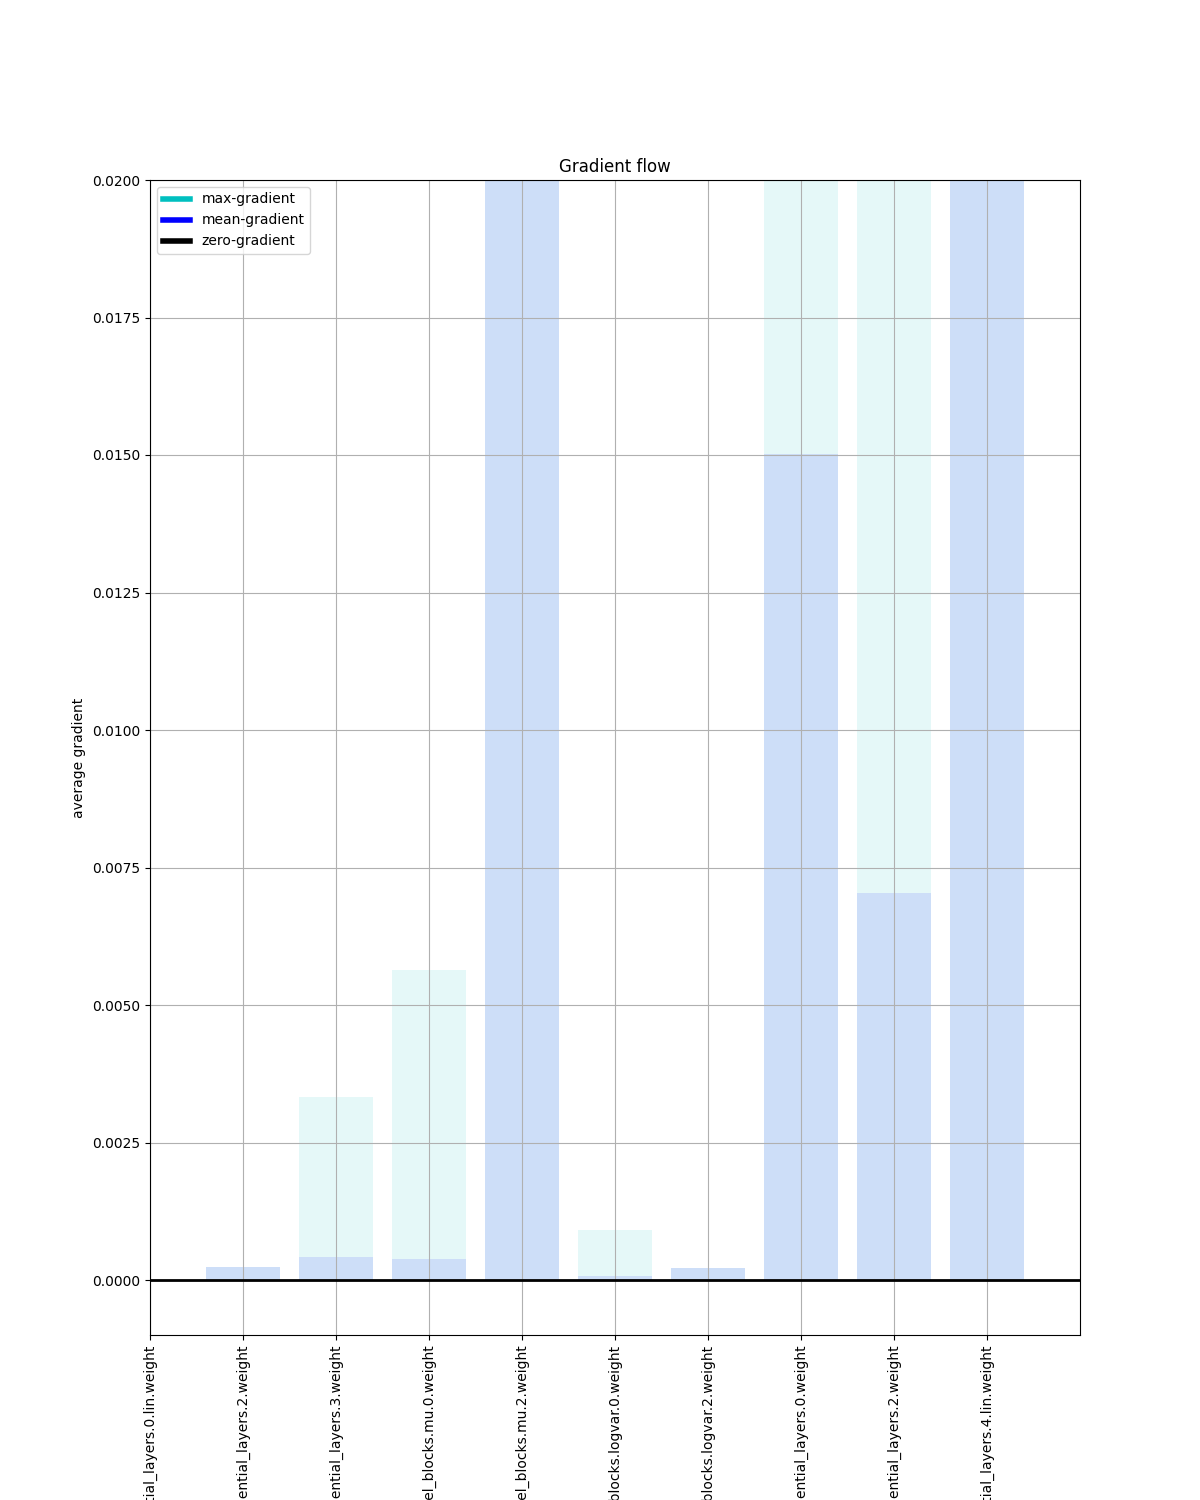 Gradient flow
max-gradient
mean-gradient
zero-gradient
average gradient
0.0200
0.0175
0.0150
0.0125
0.0100
0.0075
0.0050
0.0025
0.0000
tial_layers.0.lin.weight
ential_layers.2.weight
ential_layers.3.weight
el_blocks.mu.0.weight
el_blocks.mu.2.weight
blocks.logvar.0.weight
blocks.logvar.2.weight
ential_layers.0.weight
ential_layers.2.weight
tial_layers.4.lin.weight